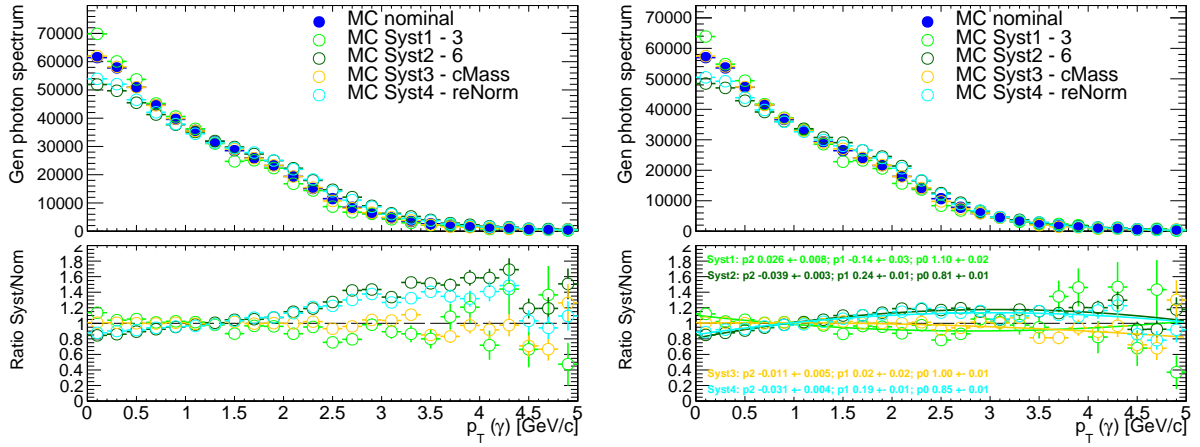 Gen photon spectrum
70000
60000
50000
40000
30000
20000
10000
0
MC nominal
MC Syst1 - 3
MC Syst2 - 6
MC Syst3 - cMass
MC Syst4 - reNorm
Ratio Syst/Nom
2
1.8
1.6
1.4
1.2
1
0.8
0.6
0.4
0.2
0
0 0.5 1 1.5 2 2.5 3 3.5 4 4.5 5
p_T (γ) [GeV/c]
Gen photon spectrum
70000
60000
50000
40000
30000
20000
10000
0
MC nominal
MC Syst1 - 3
MC Syst2 - 6
MC Syst3 - cMass
MC Syst4 - reNorm
Ratio Syst/Nom
2
1.8
1.6
1.4
1.2
1
0.8
0.6
0.4
0.2
0
Syst1: p2 0.026 +- 0.008; p1 -0.14 +- 0.03; p0 1.10 +- 0.02
Syst2: p2 -0.039 +- 0.003; p1 0.24 +- 0.01; p0 0.81 +- 0.01
Syst3: p2 -0.011 +- 0.005; p1 0.02 +- 0.02; p0 1.00 +- 0.01
Syst4: p2 -0.031 +- 0.004; p1 0.19 +- 0.01; p0 0.85 +- 0.01
0 0.5 1 1.5 2 2.5 3 3.5 4 4.5 5
p_T (γ) [GeV/c]